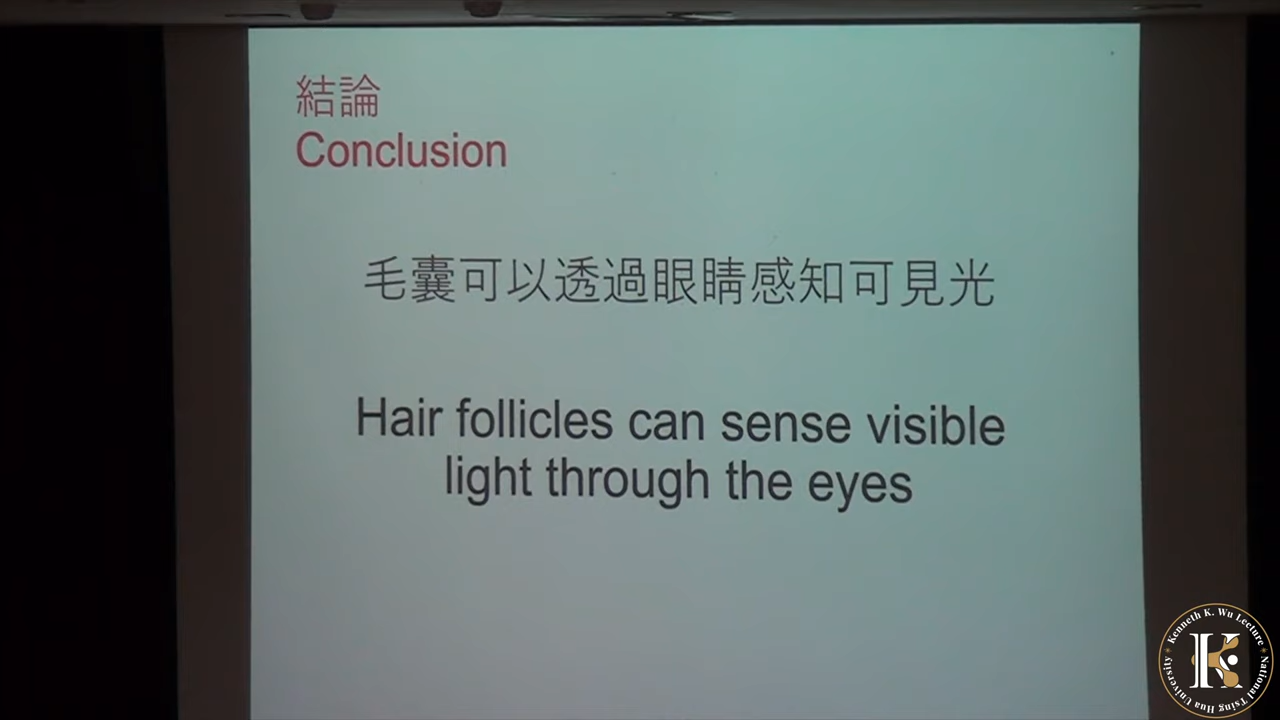 結論
Conclusion
毛囊可以透過眼睛感知可見光
Hair follicles can sense visible
light through the eyes
Kenneth K. Wu Lecture
National Tsing Hua University
K